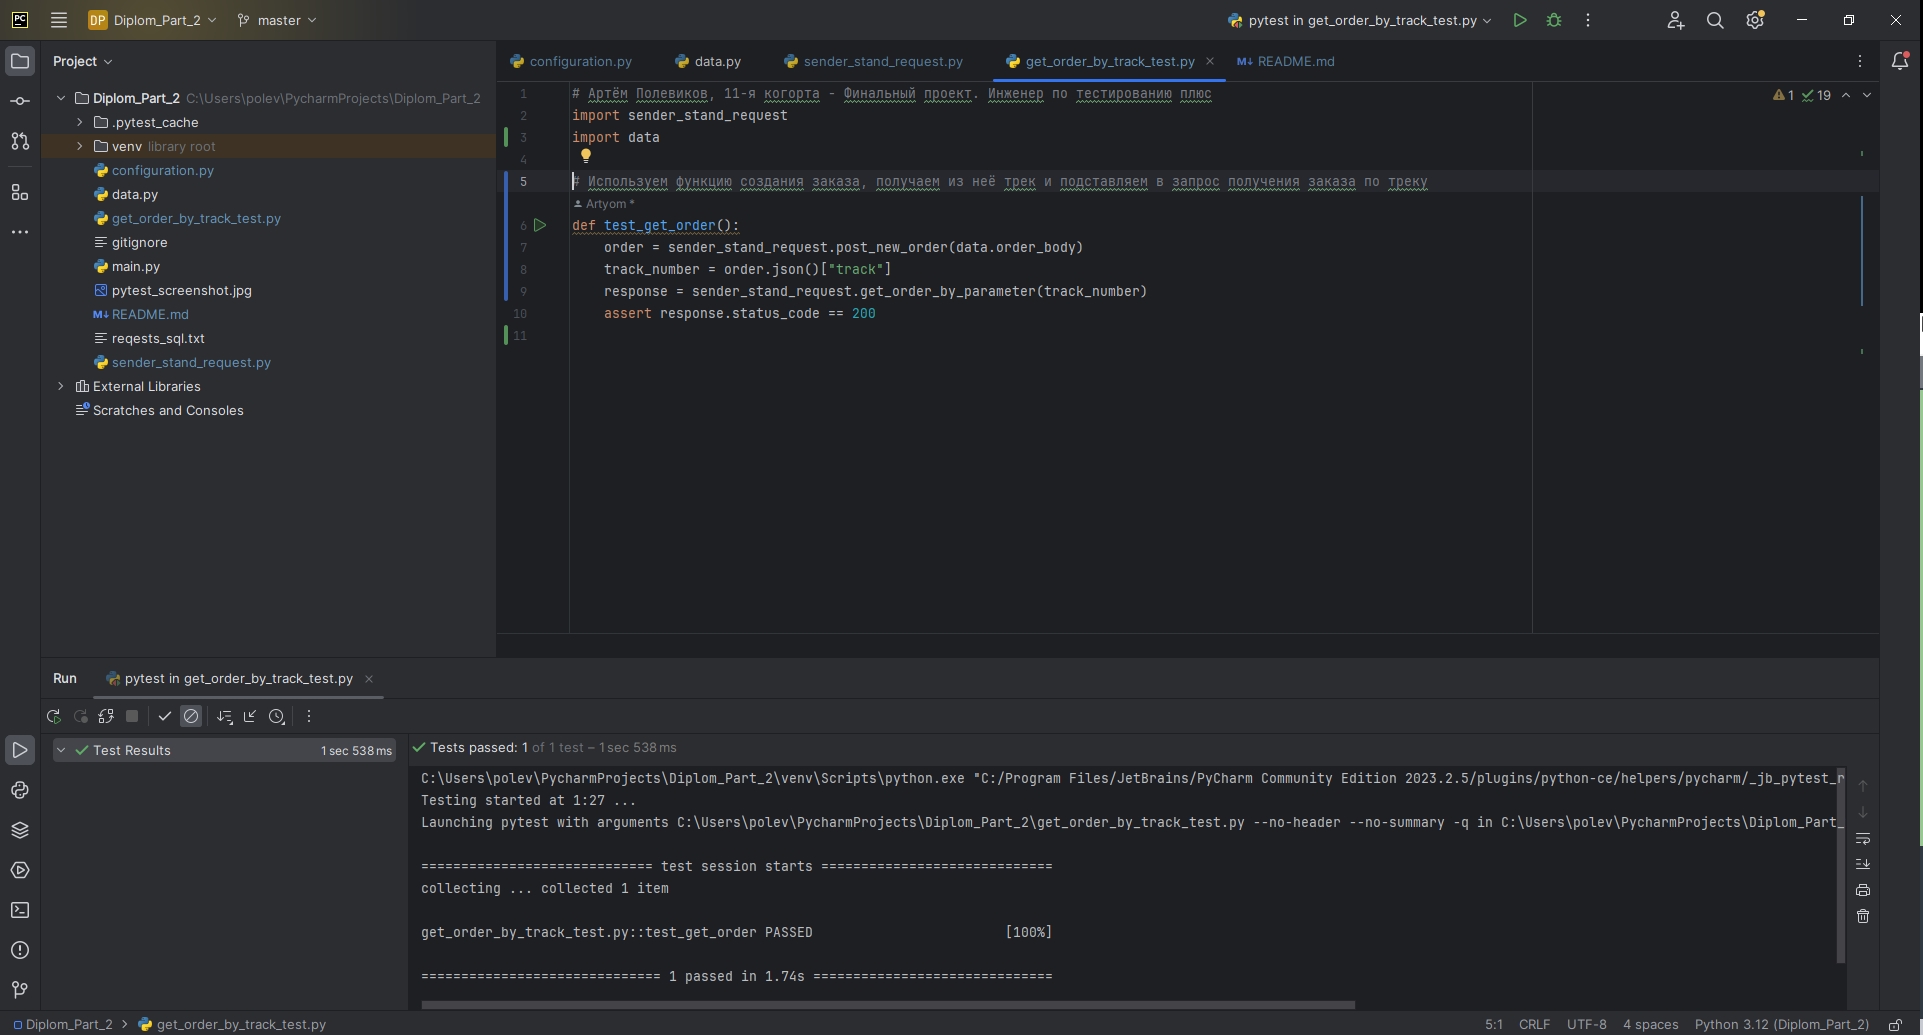 DP Diplom_Part_2 master pytest in get_order_by_track_test.py
Project
Diplom_Part_2 C:\Users\polev\PycharmProjects\Diplom_Part_2
.pytest_cache
venv library root
configuration.py
data.py
get_order_by_track_test.py
gitignore
main.py
pytest_screenshot.jpg
M↓ README.md
reqests_sql.txt
sender_stand_request.py
External Libraries
Scratches and Consoles
configuration.py data.py sender_stand_request.py get_order_by_track_test.py M↓ README.md
1 # Артём Полевиков, 11-я когорта - Финальный проект. Инженер по тестированию плюс
1 19
2 import sender_stand_request
3 import data
4
5 # Используем функцию создания заказа, получаем из неё трек и подставляем в запрос получения заказа по треку
Artyom *
6 def test_get_order():
7 order = sender_stand_request.post_new_order(data.order_body)
8 track_number = order.json()["track"]
9 response = sender_stand_request.get_order_by_parameter(track_number)
10 assert response.status_code == 200
11
Run pytest in get_order_by_track_test.py
Test Results 1 sec 538 ms
Tests passed: 1 of 1 test – 1 sec 538 ms
C:\Users\polev\PycharmProjects\Diplom_Part_2\venv\Scripts\python.exe "C:/Program Files/JetBrains/PyCharm Community Edition 2023.2.5/plugins/python-ce/helpers/pycharm/_jb_pytest_r
Testing started at 1:27 ...
Launching pytest with arguments C:\Users\polev\PycharmProjects\Diplom_Part_2\get_order_by_track_test.py --no-header --no-summary -q in C:\Users\polev\PycharmProjects\Diplom_Part_
============================= test session starts =============================
collecting ... collected 1 item
get_order_by_track_test.py::test_get_order PASSED [100%]
============================== 1 passed in 1.74s ==============================
Diplom_Part_2 > get_order_by_track_test.py 5:1 CRLF UTF-8 4 spaces Python 3.12 (Diplom_Part_2)